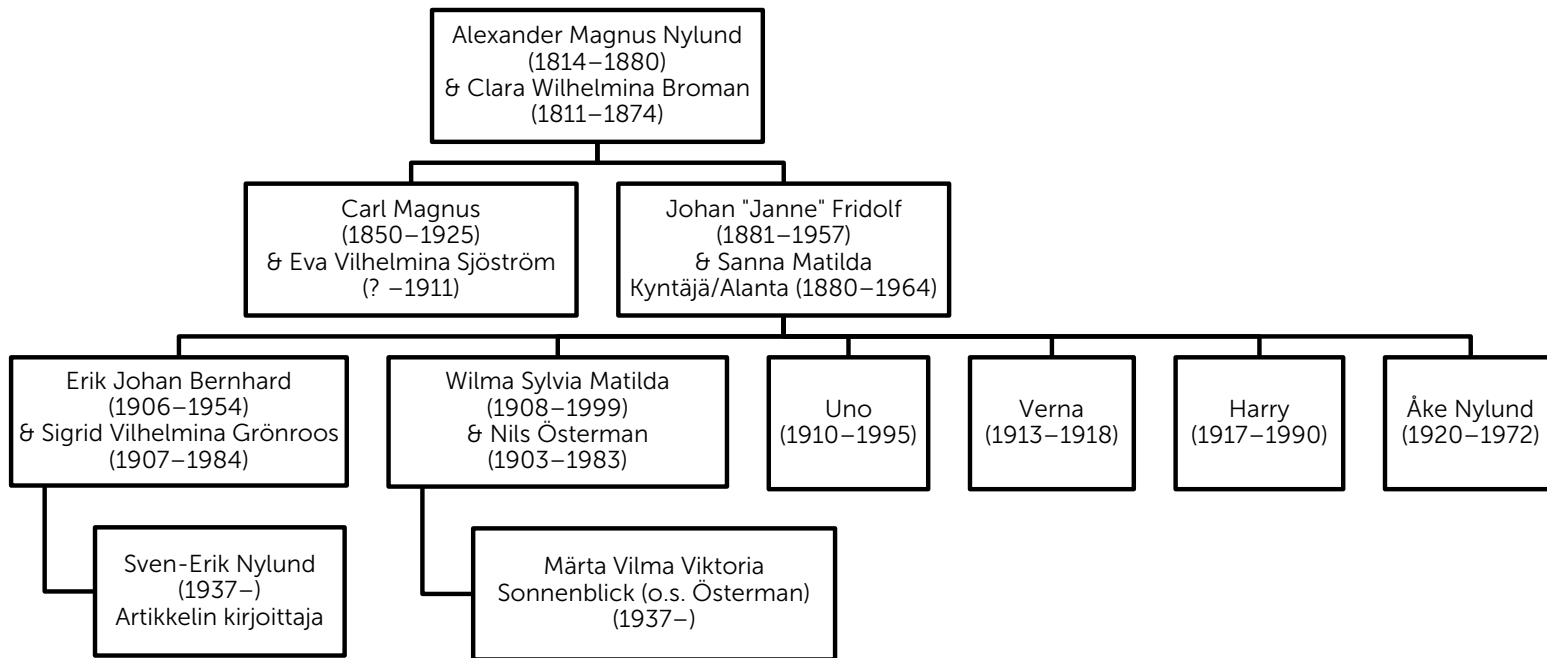 Alexander Magnus Nylund
(1814–1880)
& Clara Wilhelmina Broman
(1811–1874)
Carl Magnus
(1850–1925)
& Eva Vilhelmina Sjöström
(? –1911)
Johan "Janne" Fridolf
(1881–1957)
& Sanna Matilda
Kyntäjä/Alanta (1880–1964)
Erik Johan Bernhard
(1906–1954)
& Sigrid Vilhelmina Grönroos
(1907–1984)
Wilma Sylvia Matilda
(1908–1999)
& Nils Österman
(1903–1983)
Uno
(1910–1995)
Verna
(1913–1918)
Harry
(1917–1990)
Åke Nylund
(1920–1972)
Sven-Erik Nylund
(1937–)
Artikkelin kirjoittaja
Märta Vilma Viktoria
Sonnenblick (o.s. Österman)
(1937–)